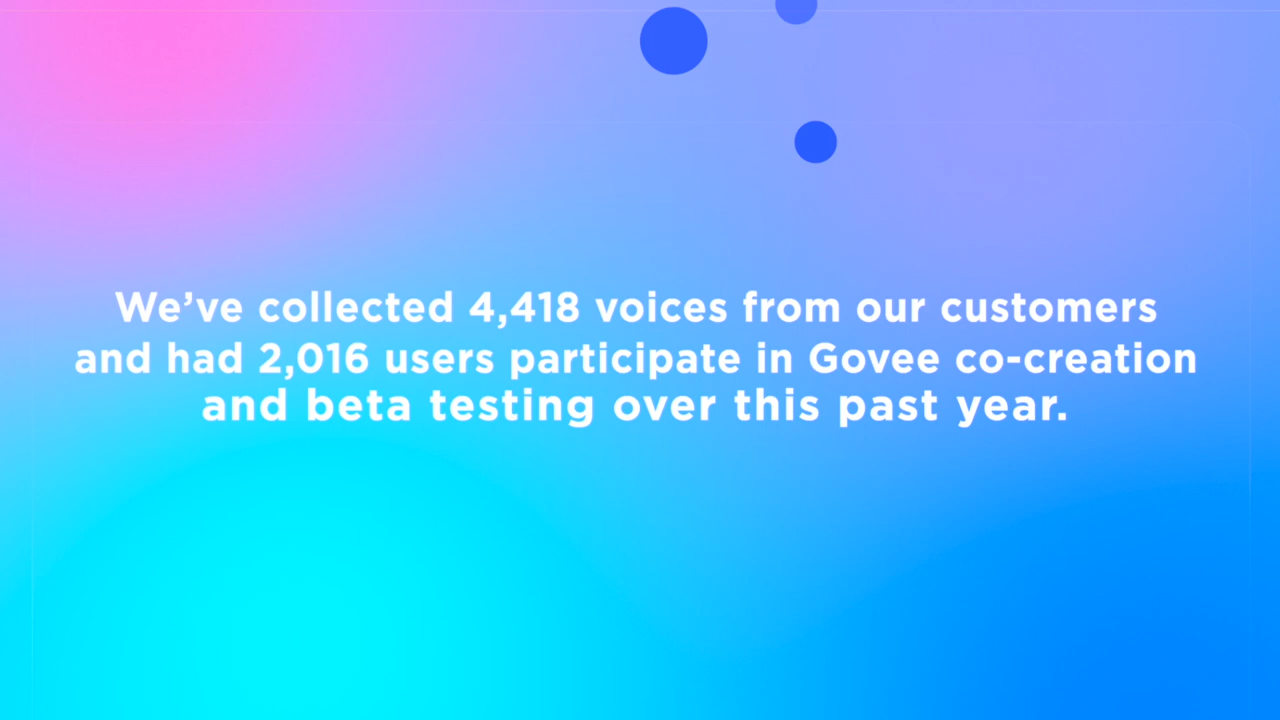 We’ve collected 4,418 voices from our customers
and had 2,016 users participate in Govee co-creation
and beta testing over this past year.